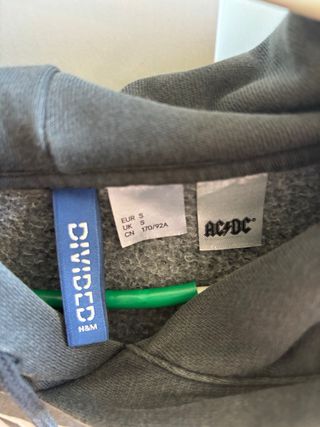 DIVIDED
H&M
EUR S
UK S
CN 170/92A
AC/DC